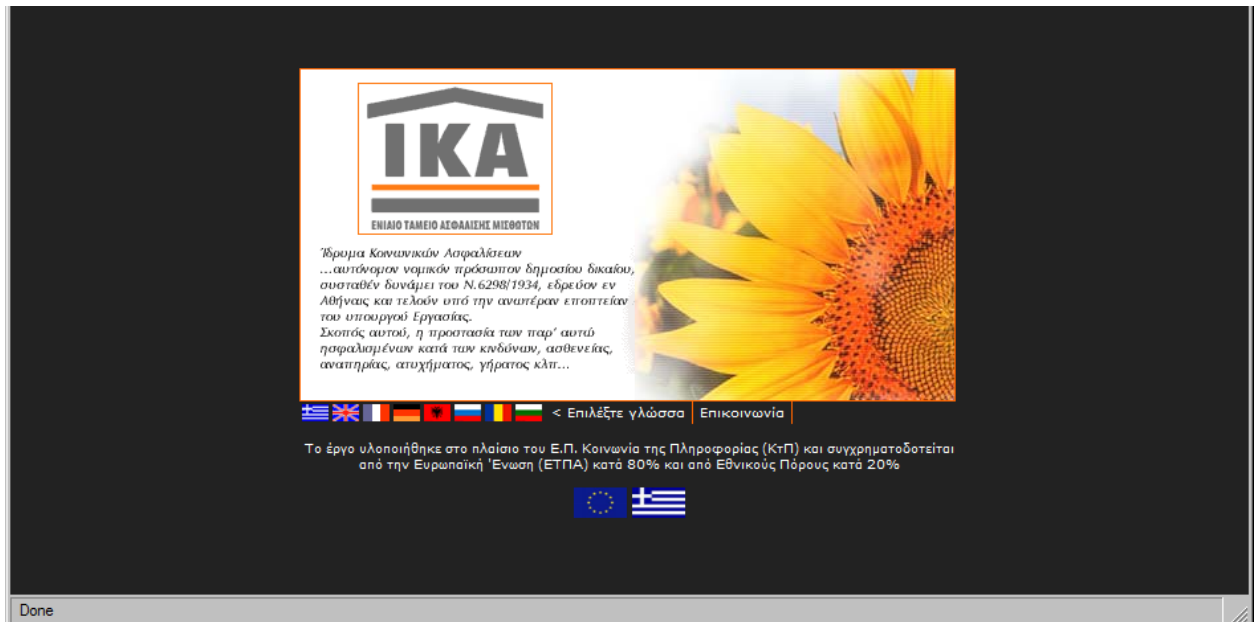 ΙΚΑ
ΕΝΙΑΙΟ ΤΑΜΕΙΟ ΑΣΦΑΛΙΣΗΣ ΜΙΣΘΩΤΩΝ
Ίδρυμα Κοινωνικών Ασφαλίσεων
...αυτόνομον νομικόν πρόσωπον δημοσίου δικαίου,
συσταθέν δυνάμει του Ν.6298/1934, εδρεύον εν
Αθήναις και τελούν υπό την ανωτέραν εποπτείαν
του υπουργού Εργασίας.
Σκοπός αυτού, η προστασία των παρ' αυτώ
ησφαλισμένων κατά των κινδύνων, ασθενείας,
αναπηρίας, ατυχήματος, γήρατος κλπ...
< Επιλέξτε γλώσσα Επικοινωνία
Το έργο υλοποιήθηκε στο πλαίσιο του Ε.Π. Κοινωνία της Πληροφορίας (ΚτΠ) και συγχρηματοδοτείται
από την Ευρωπαϊκή 'Ενωση (ΕΤΠΑ) κατά 80% και από Εθνικούς Πόρους κατά 20%
Done